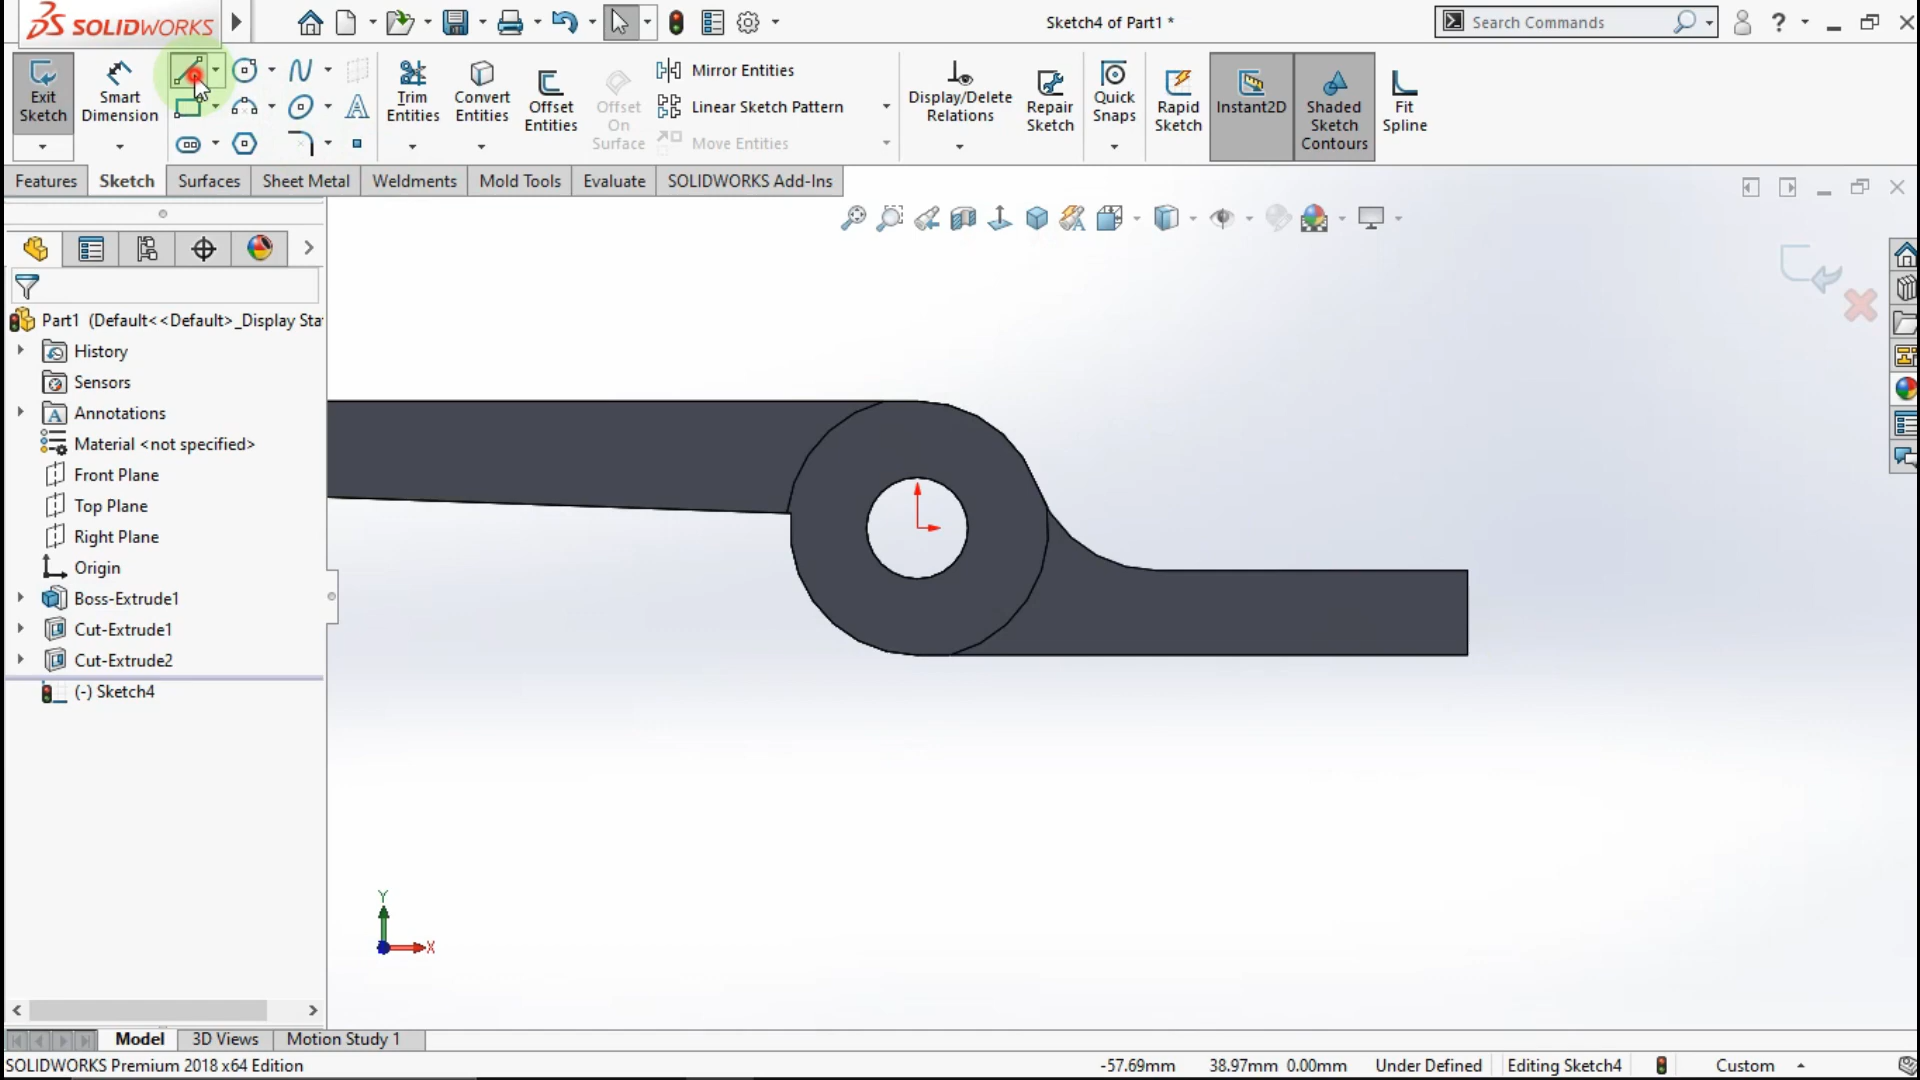 SOLIDWORKS
Sketch4 of Part1 *
Search Commands
?
Exit Sketch
Smart Dimension
Trim Entities
Convert Entities
Offset Entities
Offset On Surface
Mirror Entities
Linear Sketch Pattern
Move Entities
Display/Delete Relations
Repair Sketch
Quick Snaps
Rapid Sketch
Instant2D
Shaded Sketch Contours
Fit Spline
Features
Sketch
Surfaces
Sheet Metal
Weldments
Mold Tools
Evaluate
SOLIDWORKS Add-Ins
Part1 (Default<<Default>_Display Sta
History
Sensors
Annotations
Material <not specified>
Front Plane
Top Plane
Right Plane
Origin
Boss-Extrude1
Cut-Extrude1
Cut-Extrude2
(-) Sketch4
Y
X
Model
3D Views
Motion Study 1
SOLIDWORKS Premium 2018 x64 Edition
-57.69mm
38.97mm 0.00mm
Under Defined
Editing Sketch4
Custom